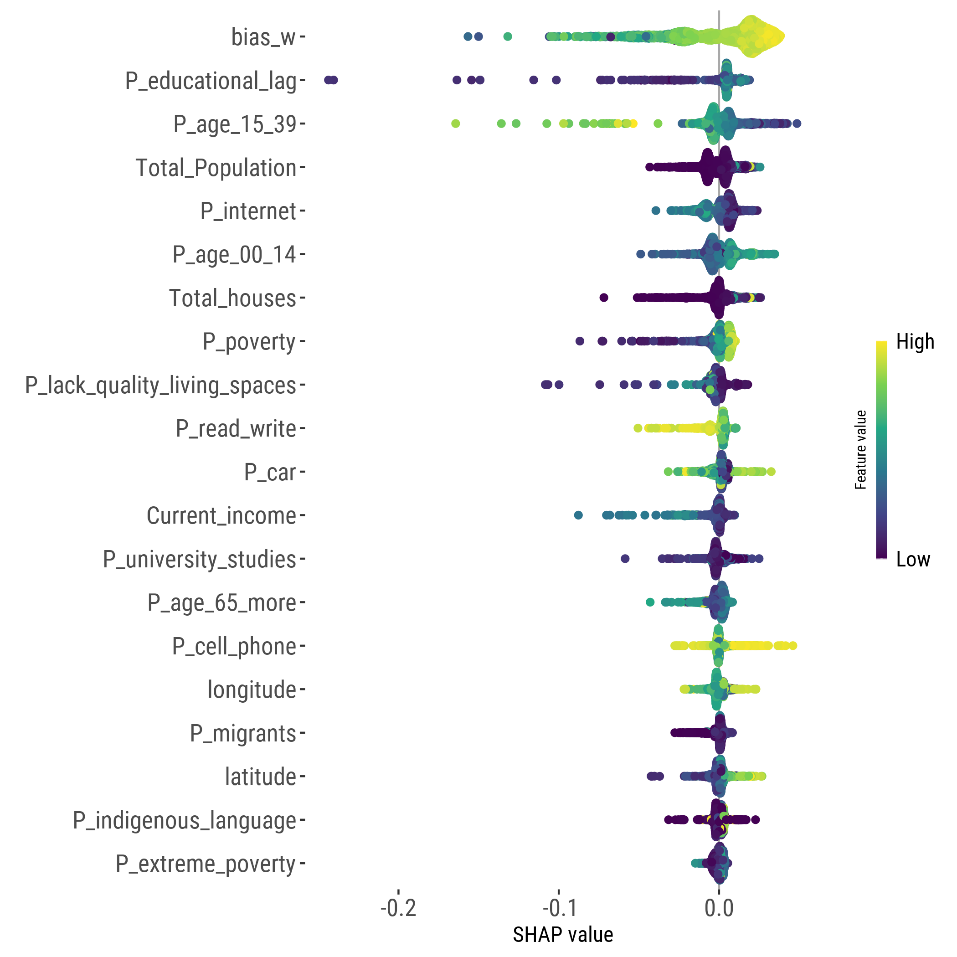 bias_w
P_educational_lag
P_age_15_39
Total_Population
P_internet
P_age_00_14
Total_houses
P_poverty
P_lack_quality_living_spaces
P_read_write
P_car
Current_income
P_university_studies
P_age_65_more
P_cell_phone
longitude
P_migrants
latitude
P_indigenous_language
P_extreme_poverty
-0.2 -0.1 0.0
SHAP value
High
Feature value
Low